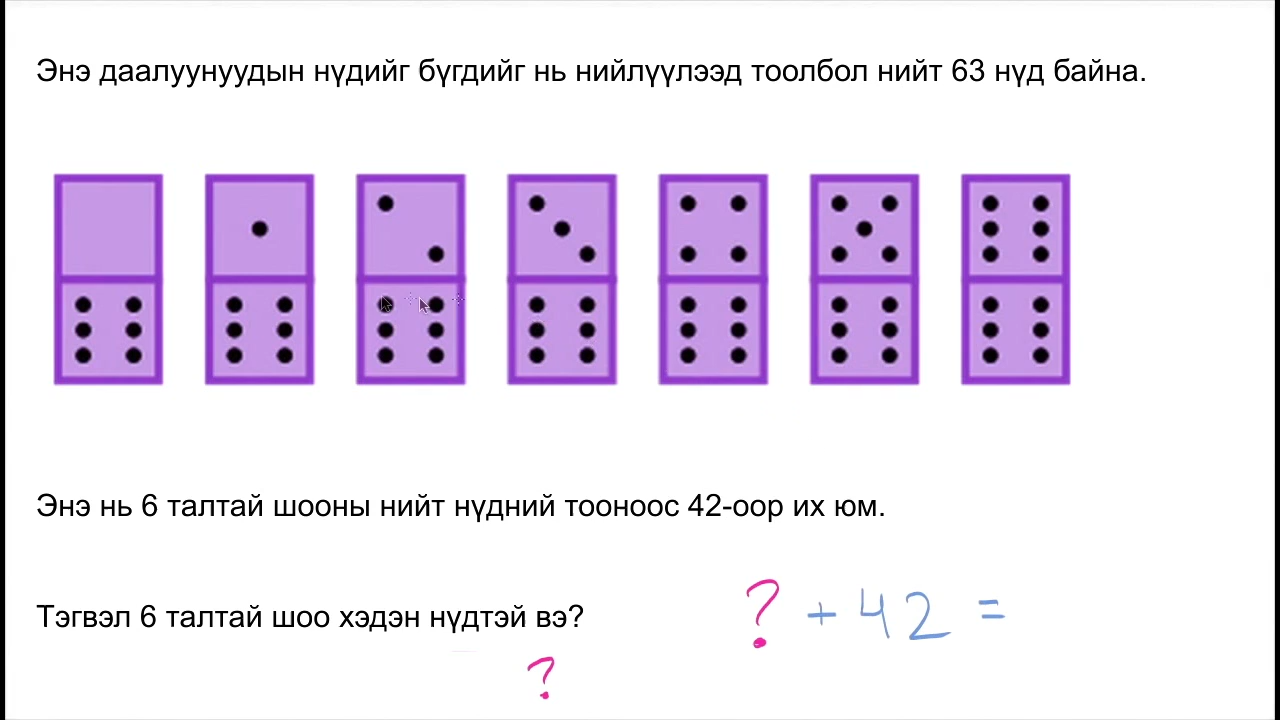 Энэ даалуунуудын нүдийг бүгдийг нь нийлүүлээд тоолбол нийт 63 нүд байна.
Энэ нь 6 талтай шооны нийт нүдний тооноос 42-оор их юм.
Тэгвэл 6 талтай шоо хэдэн нүдтэй вэ? ? + 42 =
?